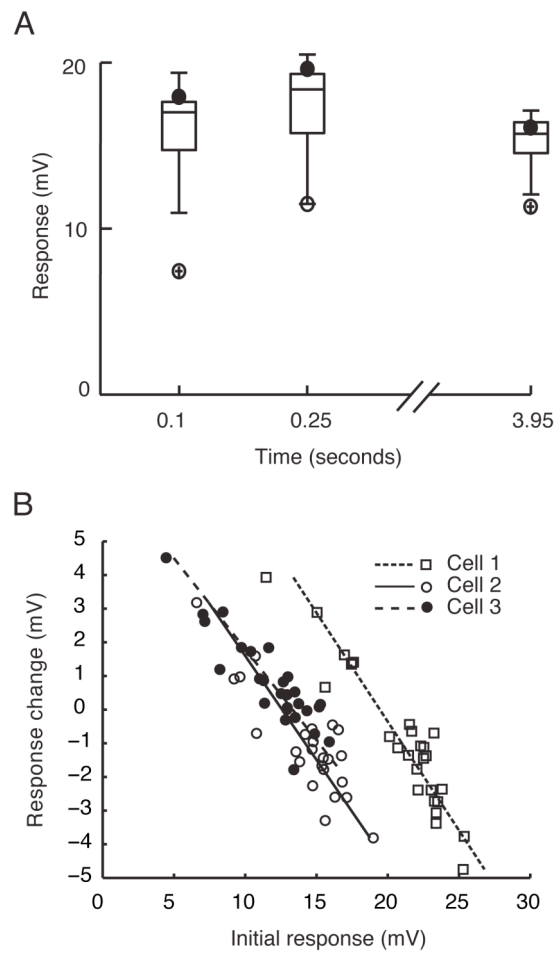 A
20
10
0
Response (mV)
0.1 0.25 3.95
Time (seconds)
B
5
4
3
2
1
0
−1
−2
−3
−4
−5
Response change (mV)
Cell 1
Cell 2
Cell 3
0 5 10 15 20 25 30
Initial response (mV)